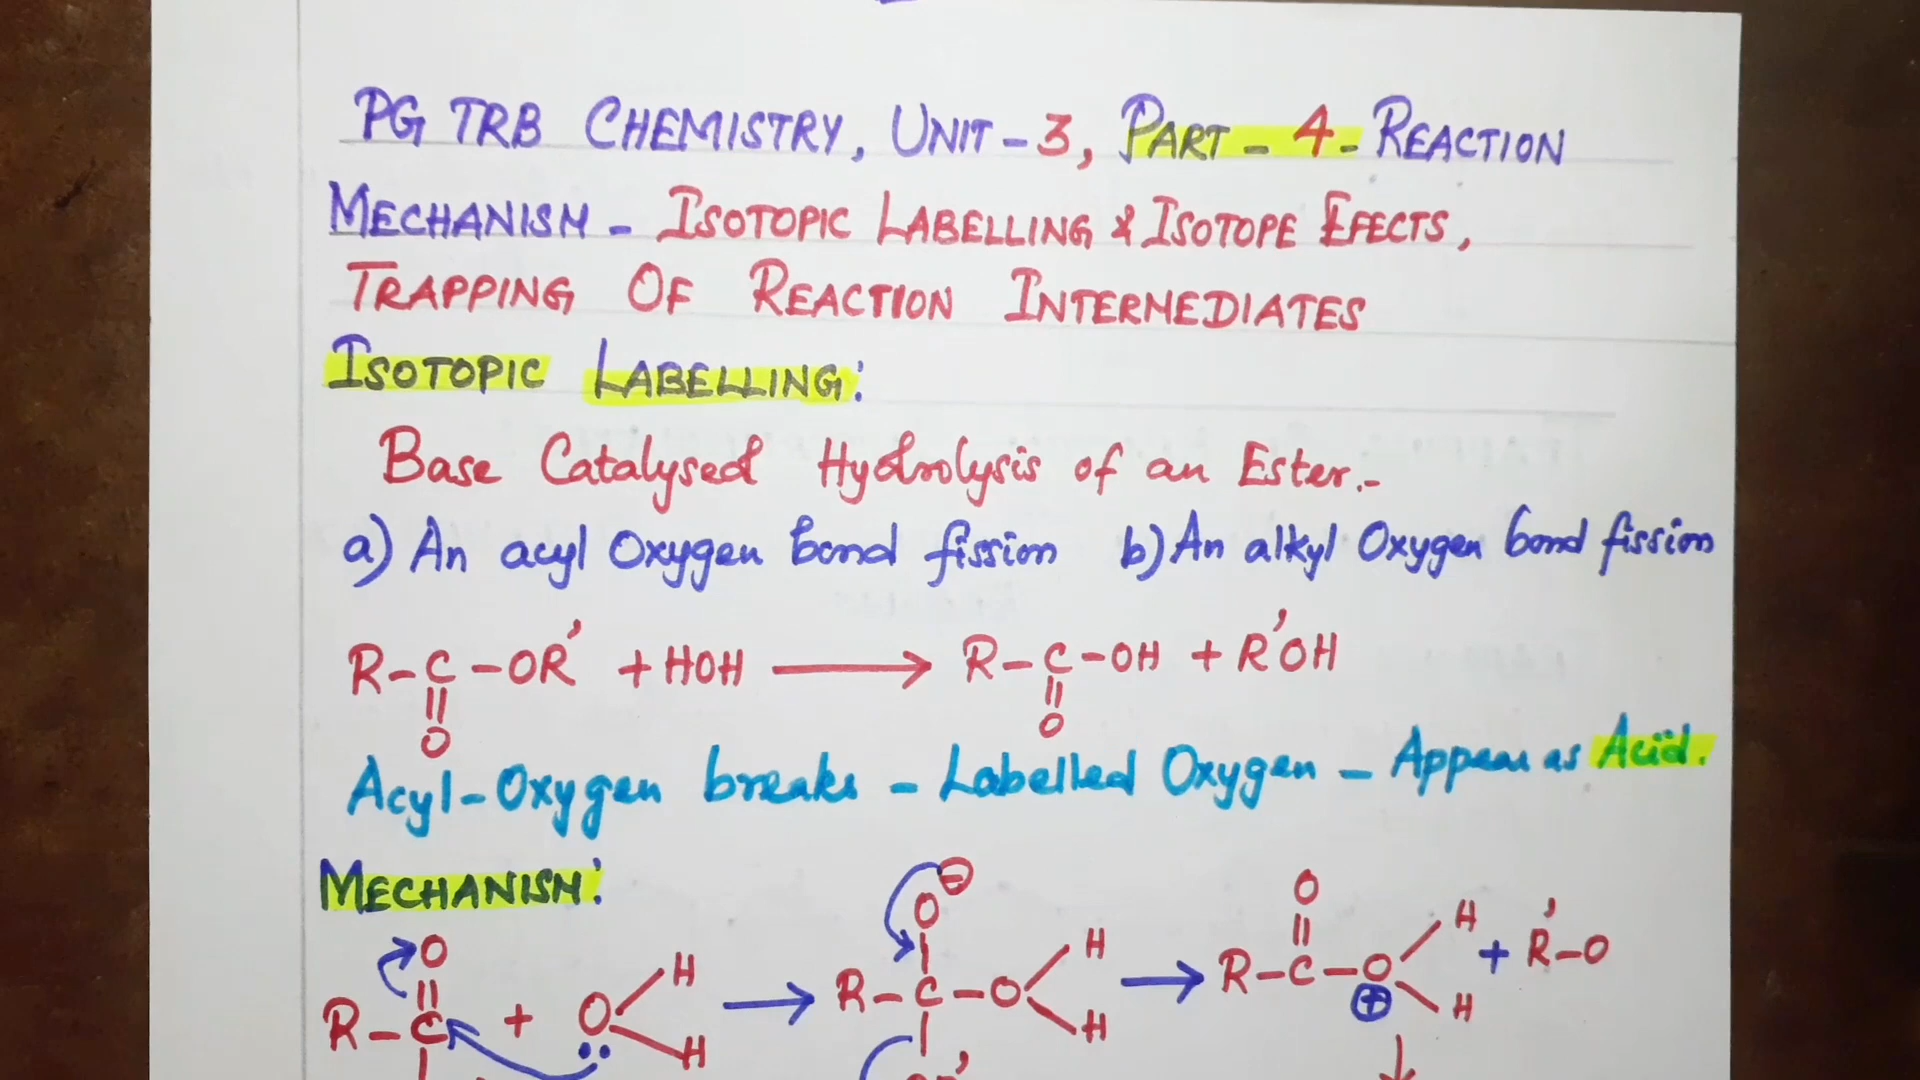 PG TRB CHEMISTRY, UNIT-3, PART-4-REACTION
MECHANISM - ISOTOPIC LABELLING & ISOTOPE EFECTS,
TRAPPING OF REACTION INTERMEDIATES
ISOTOPIC LABELLING:
Base Catalysed Hydrolysis of an Ester.-
a) An acyl Oxygen bond fission b) An alkyl Oxygen bond fission
R-C-OR' + HOH → R-C-OH + R'OH
|| ||
O O
Acyl-Oxygen breaks - Labelled Oxygen - Appear as Acid.
MECHANISM:
O O⊖ O
|| | || H
R-C + O H → R-C-O H → R-C-O + R'-O
H H ⊕ H